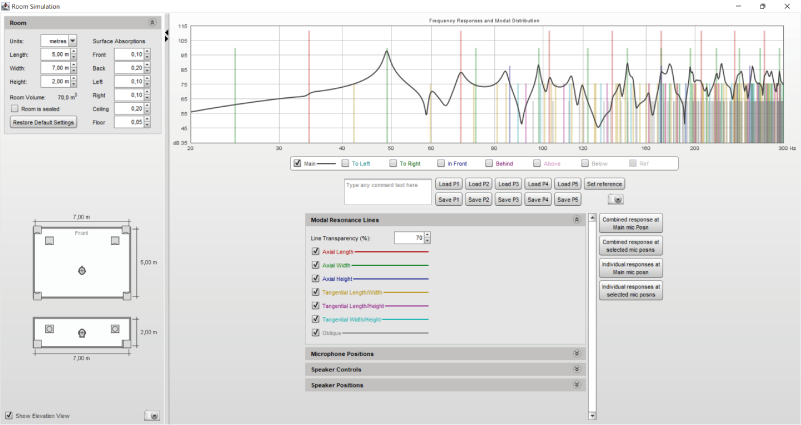 Room Simulation
Room
Units: metres Surface Absorptions
Length: 5,00 m Front 0,10
Width: 7,00 m Back 0,20
Height: 2,00 m Left 0,10
Room Volume: 70,0 m³ Right 0,10
Room is sealed Ceiling 0,20
Restore Default Settings Floor 0,05
Frequency Responses and Modal Distribution
115
105
95
85
75
65
55
45
dB 35
20 30 40 50 60 80 100 120 160 200 300 Hz
Main To Left To Right In Front Behind Above Below Ref
Type any comment text here
Load P1 Load P2 Load P3 Load P4 Load P5 Set reference
Save P1 Save P2 Save P3 Save P4 Save P5
7,00 m
Front
5,00 m
2,00 m
7,00 m
Show Elevation View
Modal Resonance Lines
Line Transparency (%): 70
Axial Length
Axial Width
Axial Height
Tangential Length/Width
Tangential Length/Height
Tangential Width/Height
Oblique
Microphone Positions
Speaker Controls
Speaker Positions
Combined response at
Main mic Posn
Combined response at
selected mic posns
Individual responses at
Main mic posn
Individual responses at
selected mic posns